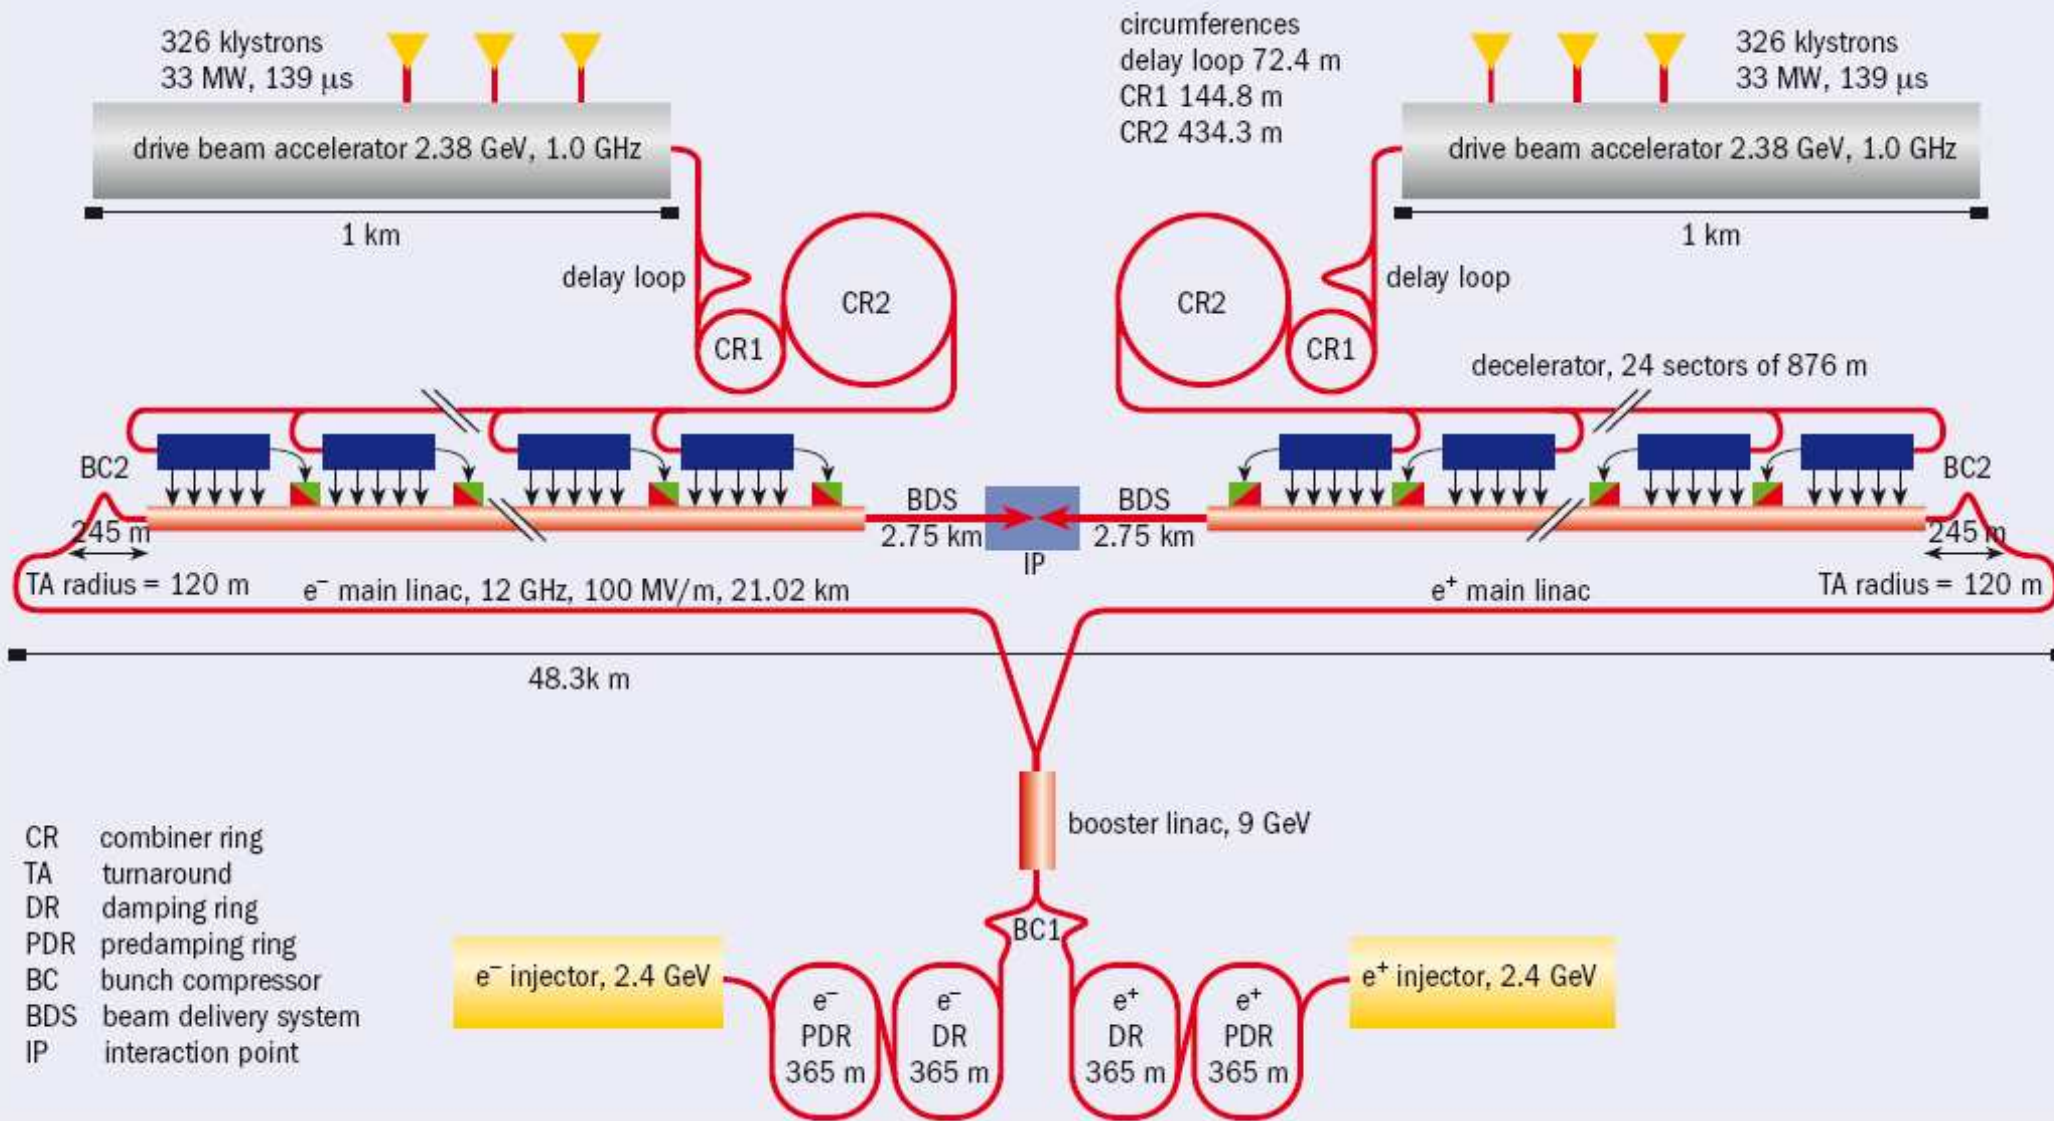 326 klystrons
33 MW, 139 μs
circumferences
delay loop 72.4 m
CR1 144.8 m
CR2 434.3 m
326 klystrons
33 MW, 139 μs
drive beam accelerator 2.38 GeV, 1.0 GHz
drive beam accelerator 2.38 GeV, 1.0 GHz
1 km
1 km
delay loop
delay loop
CR2
CR2
CR1
CR1
decelerator, 24 sectors of 876 m
BC2
BC2
BDS
2.75 km
BDS
2.75 km
IP
245 m
245 m
TA radius = 120 m
e⁻ main linac, 12 GHz, 100 MV/m, 21.02 km
e⁺ main linac
TA radius = 120 m
48.3k m
booster linac, 9 GeV
BC1
CR combiner ring
TA turnaround
DR damping ring
PDR predamping ring
BC bunch compressor
BDS beam delivery system
IP interaction point
e⁻ injector, 2.4 GeV
e⁻
PDR
365 m
e⁻
DR
365 m
e⁺
DR
365 m
e⁺
PDR
365 m
e⁺ injector, 2.4 GeV